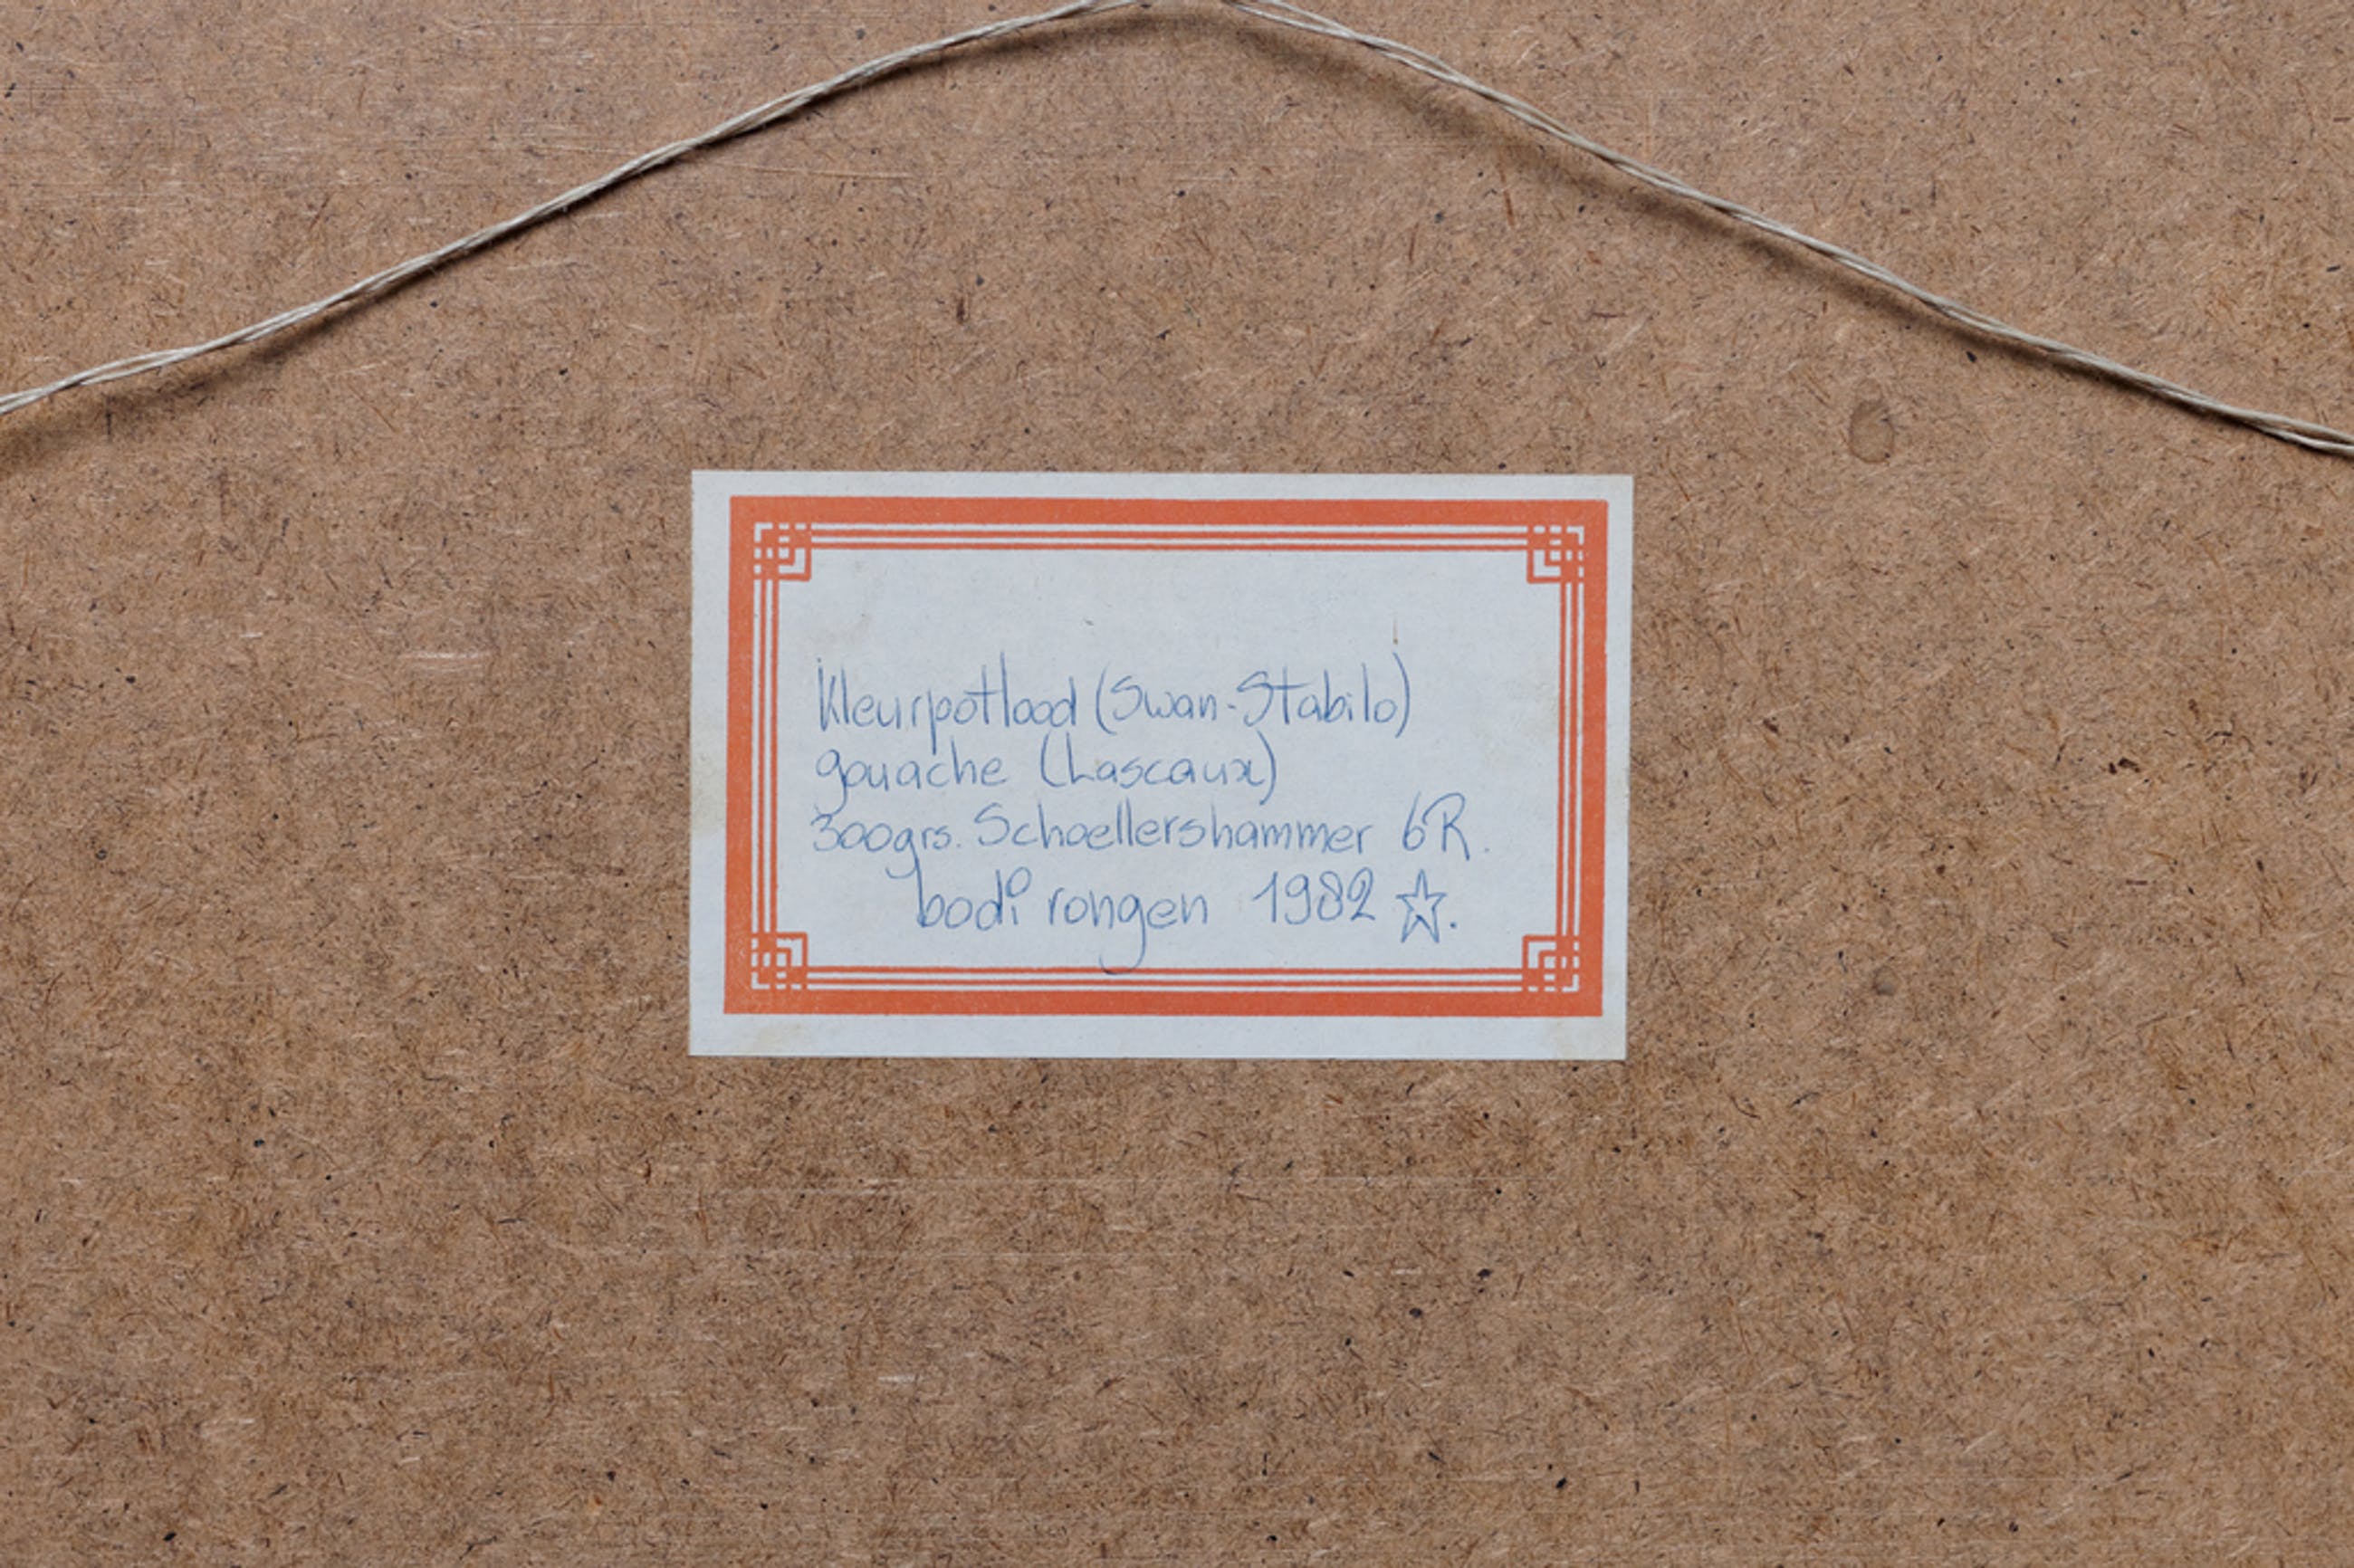 Kleurpotlood (Swan-Stabilo)
gouache (Lascaux)
300grs. Schoellershammer 6R.
bodi rongen 1982 ☆.